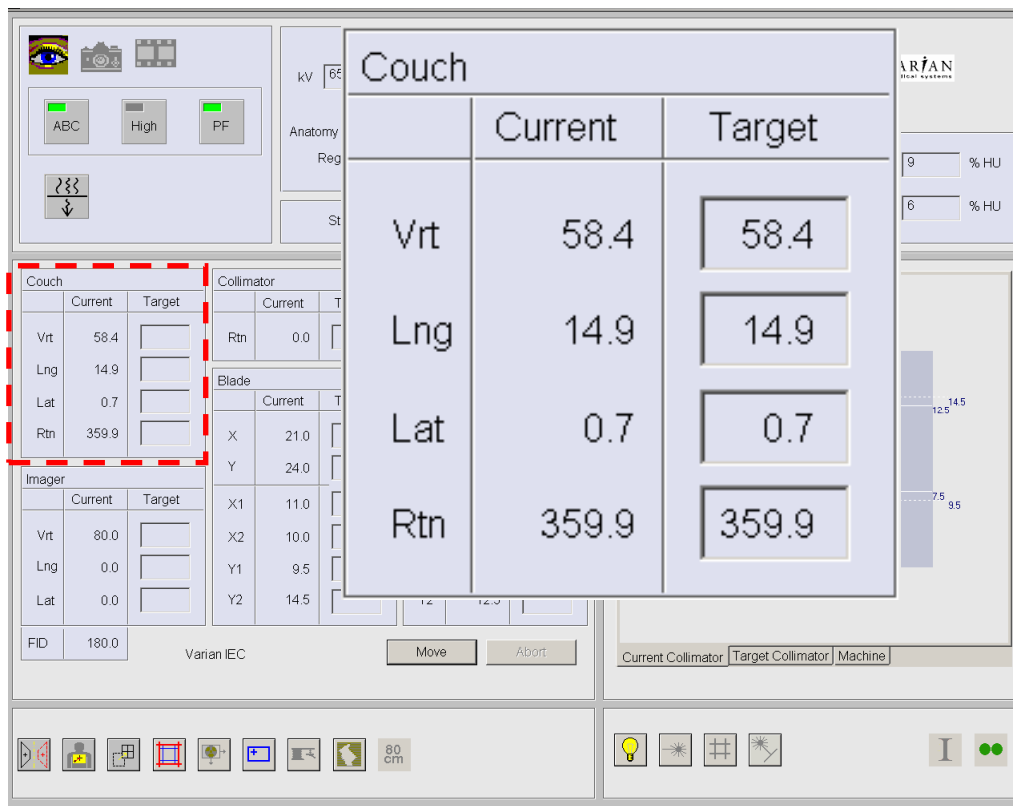 kV 65
ABC High PF
Anatomy
Reg
St
Couch
Current Target
Vrt 58.4 58.4
Lng 14.9 14.9
Lat 0.7 0.7
Rtn 359.9 359.9
9 % HU
6 % HU
Couch
Current Target
Vrt 58.4
Lng 14.9
Lat 0.7
Rtn 359.9
Collimator
Current T
Rtn 0.0
Blade
Current T
X 21.0
Y 24.0
X1 11.0
X2 10.0
Y1 9.5
Y2 14.5
Imager
Current Target
Vrt 80.0
Lng 0.0
Lat 0.0
FID 180.0
Varian IEC
Move Abort
14.5
12.5
7.5
9.5
Current Collimator Target Collimator Machine
80
cm